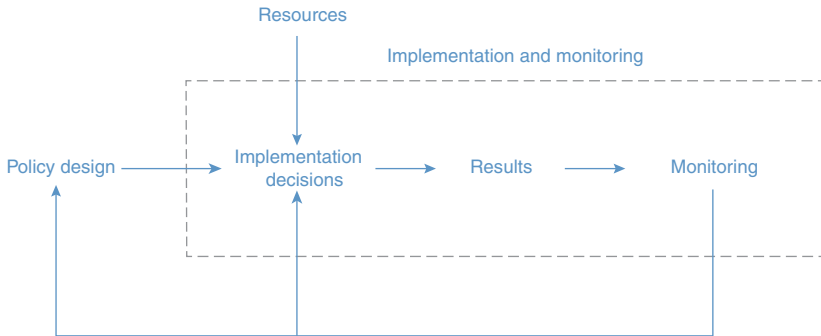 Resources
Implementation and monitoring
Policy design
Implementation
decisions
Results
Monitoring